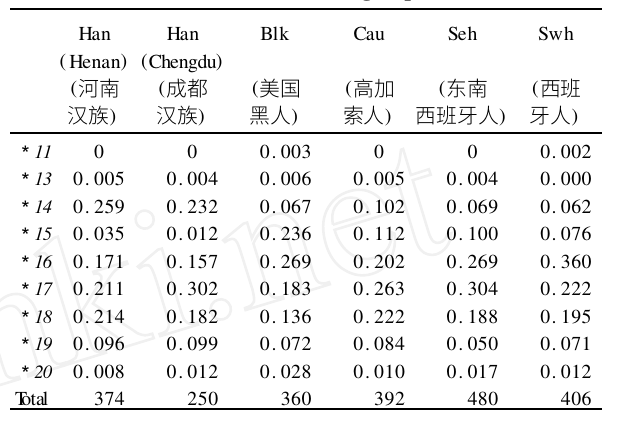 Han Han Blk Cau Seh Swh
(Henan) (Chengdu)
(河南 (成都 (美国 (高加 (东南 (西班
汉族) 汉族) 黑人) 索人) 西班牙人) 牙人)
*11 0 0 0.003 0 0 0.002
*13 0.005 0.004 0.006 0.005 0.004 0.000
*14 0.259 0.232 0.067 0.102 0.069 0.062
*15 0.035 0.012 0.236 0.112 0.100 0.076
*16 0.171 0.157 0.269 0.202 0.269 0.360
*17 0.211 0.302 0.183 0.263 0.304 0.222
*18 0.214 0.182 0.136 0.222 0.188 0.195
*19 0.096 0.099 0.072 0.084 0.050 0.071
*20 0.008 0.012 0.028 0.010 0.017 0.012
Total 374 250 360 392 480 406
nki.net